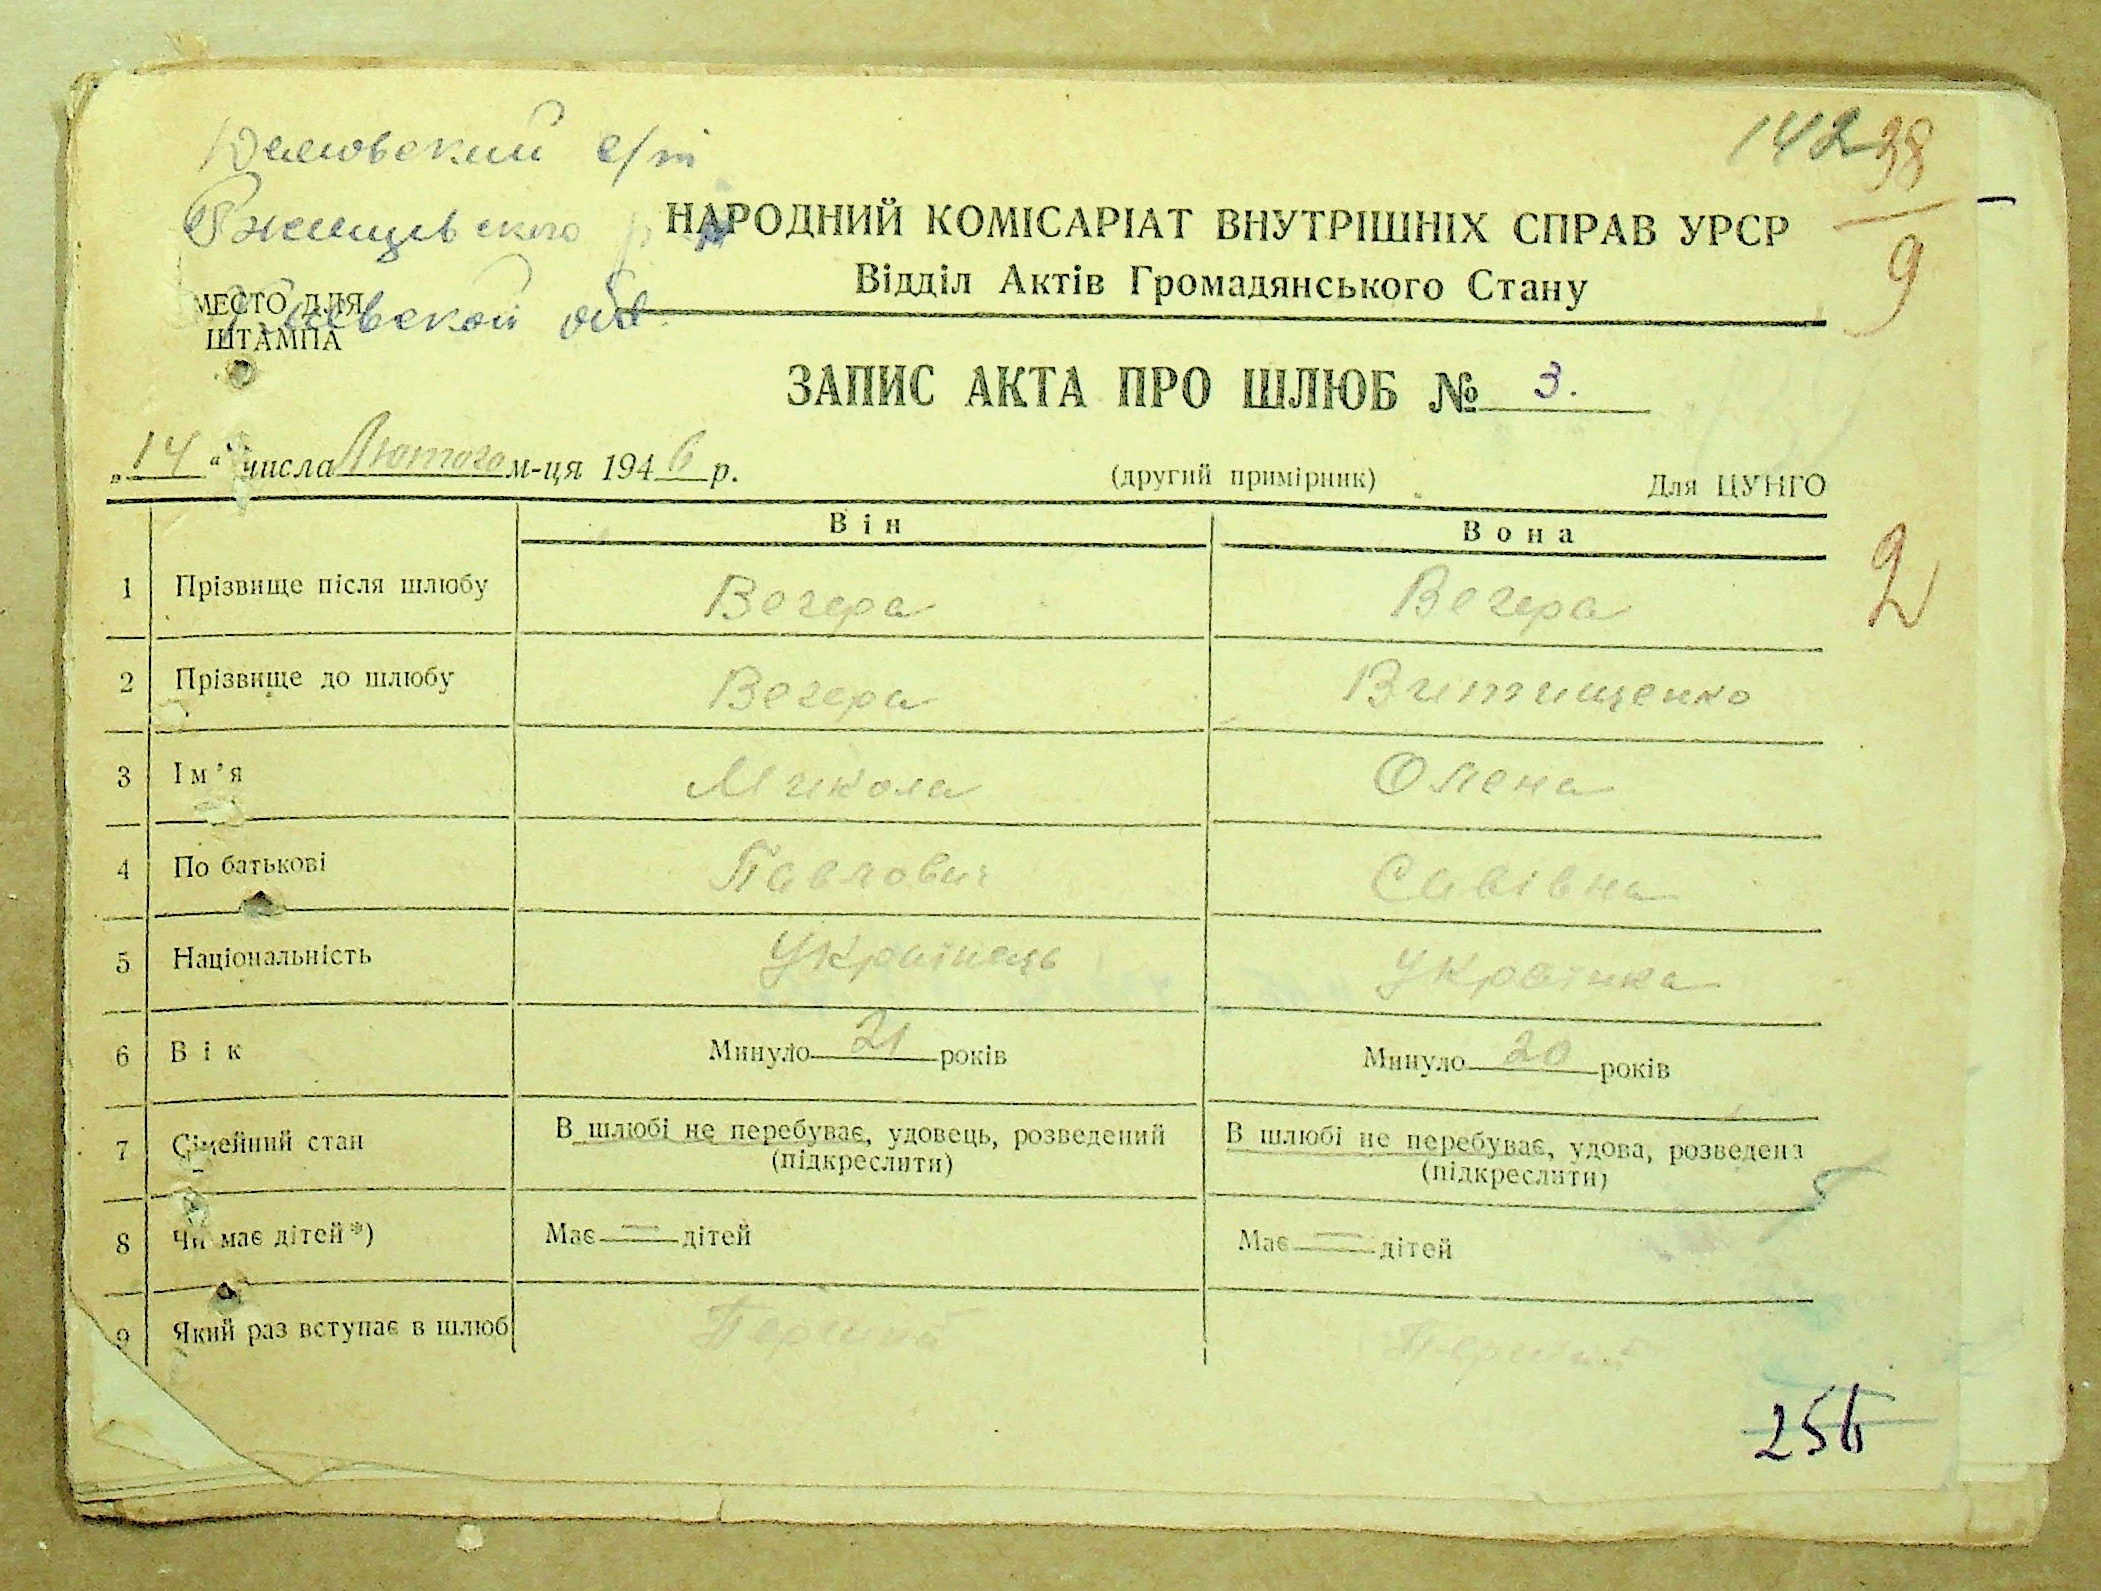 с/т
142 38
Ржищевского р
9
НАРОДНИЙ КОМІСАРІАТ ВНУТРІШНІХ СПРАВ УРСР
Відділ Актів Громадянського Стану
МЕСТО ДЛЯ
ШТАМПА
Киевской обл.
ЗАПИС АКТА ПРО ШЛЮБ № 3.
„14“ числа Лютого м-ця 1946 р. (другий примірник) Для ЦУНГО
Він Вона
2
1 Прізвище після шлюбу Вечера Вечера
2 Прізвище до шлюбу Вечера Витищенко
3 Ім’я Микола Олена
4 По батькові Павлович Савівна
5 Національність Українець Українка
6 Вік Минуло 21 років Минуло 20 років
7 Сімейний стан В шлюбі не перебуває, удовець, розведений В шлюбі не перебуває, удова, розведена
(підкреслити) (підкреслити)
8 Чи має дітей*) Має = дітей Має = дітей
9 Який раз вступає в шлюб Перший Перший
256